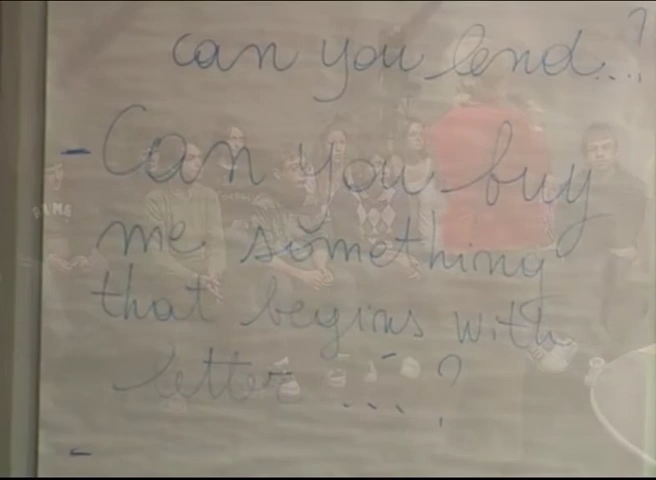 can you lend...?
- Can you buy
me something
that begins with
letter ...?
-